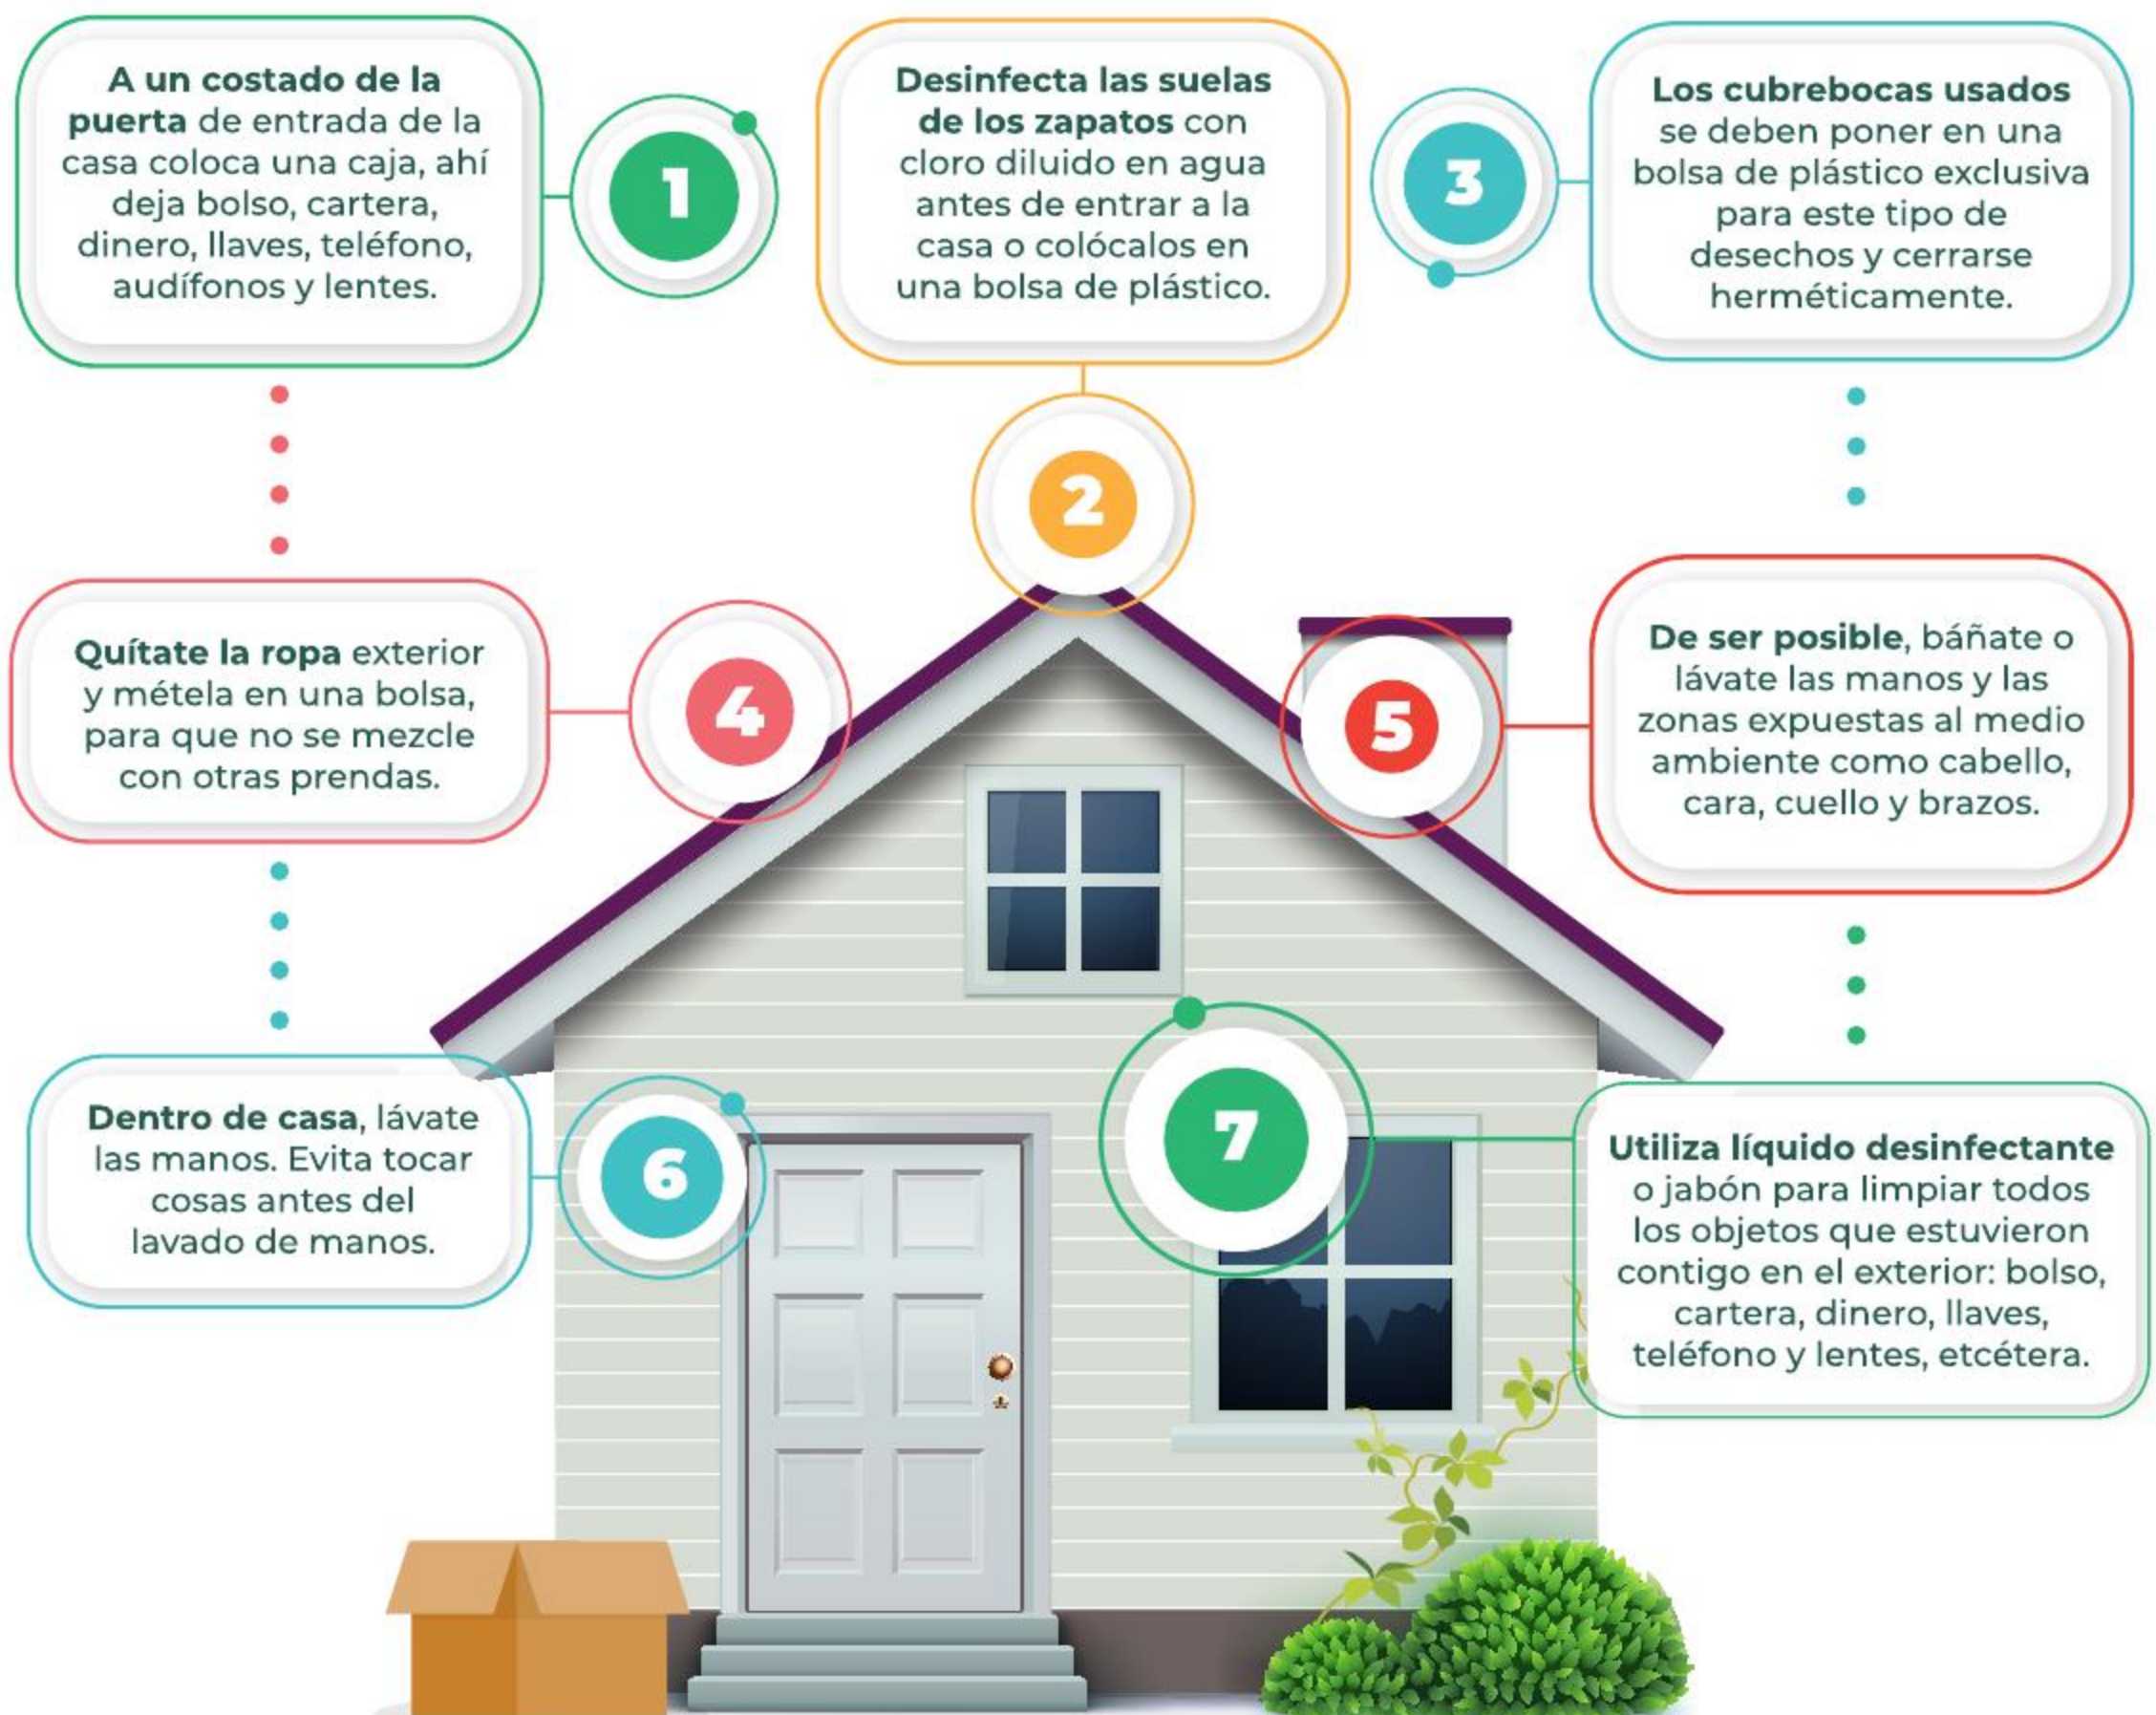 A un costado de la
puerta de entrada de la
casa coloca una caja, ahí
deja bolso, cartera,
dinero, llaves, teléfono,
audífonos y lentes.
1
Desinfecta las suelas
de los zapatos con
cloro diluido en agua
antes de entrar a la
casa o colócalos en
una bolsa de plástico.
2
3
Los cubrebocas usados
se deben poner en una
bolsa de plástico exclusiva
para este tipo de
desechos y cerrarse
herméticamente.
Quítate la ropa exterior
y métela en una bolsa,
para que no se mezcle
con otras prendas.
4
5
De ser posible, báñate o
lávate las manos y las
zonas expuestas al medio
ambiente como cabello,
cara, cuello y brazos.
Dentro de casa, lávate
las manos. Evita tocar
cosas antes del
lavado de manos.
6
7
Utiliza líquido desinfectante
o jabón para limpiar todos
los objetos que estuvieron
contigo en el exterior: bolso,
cartera, dinero, llaves,
teléfono y lentes, etcétera.